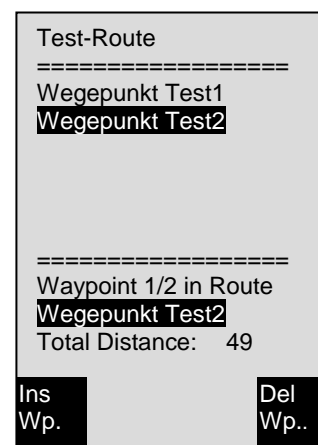 Test-Route
==================
Wegepunkt Test1
Wegepunkt Test2
==================
Waypoint 1/2 in Route
Wegepunkt Test2
Total Distance: 49
Ins Del
Wp. Wp..